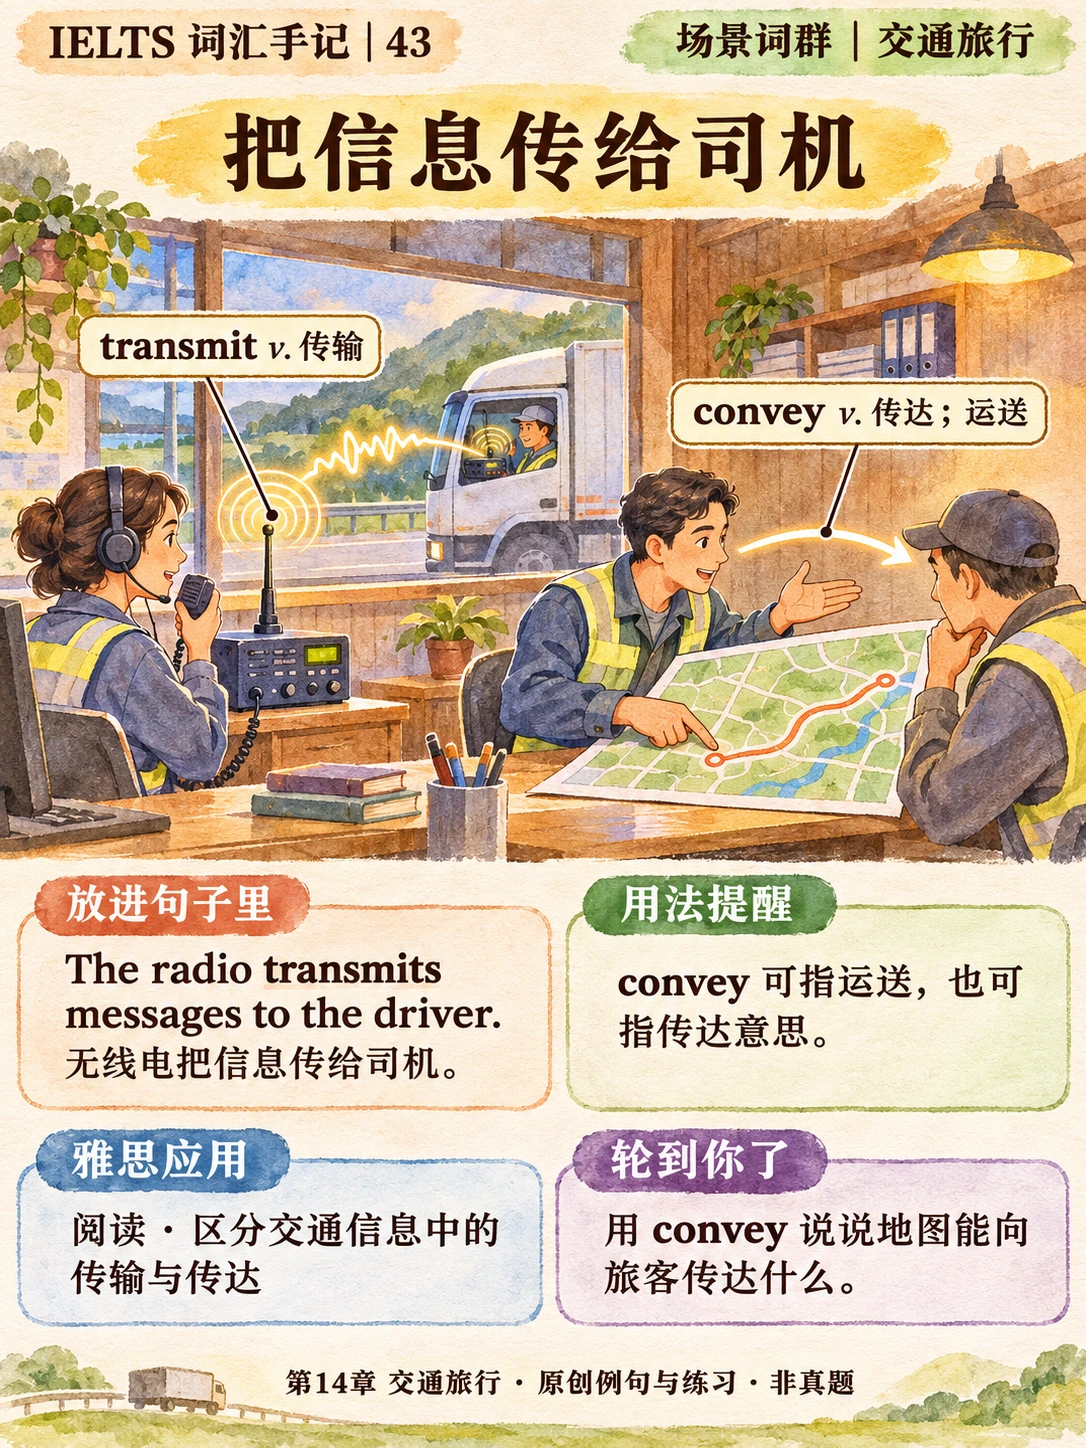 IELTS 词汇手记 | 43
场景词群 | 交通旅行
把信息传给司机
transmit v. 传输
convey v. 传达；运送
放进句子里
The radio transmits
messages to the driver.
无线电把信息传给司机。
用法提醒
convey 可指运送，也可
指传达意思。
雅思应用
阅读 · 区分交通信息中的
传输与传达
轮到你了
用 convey 说说地图能向
旅客传达什么。
第14章 交通旅行 · 原创例句与练习 · 非真题